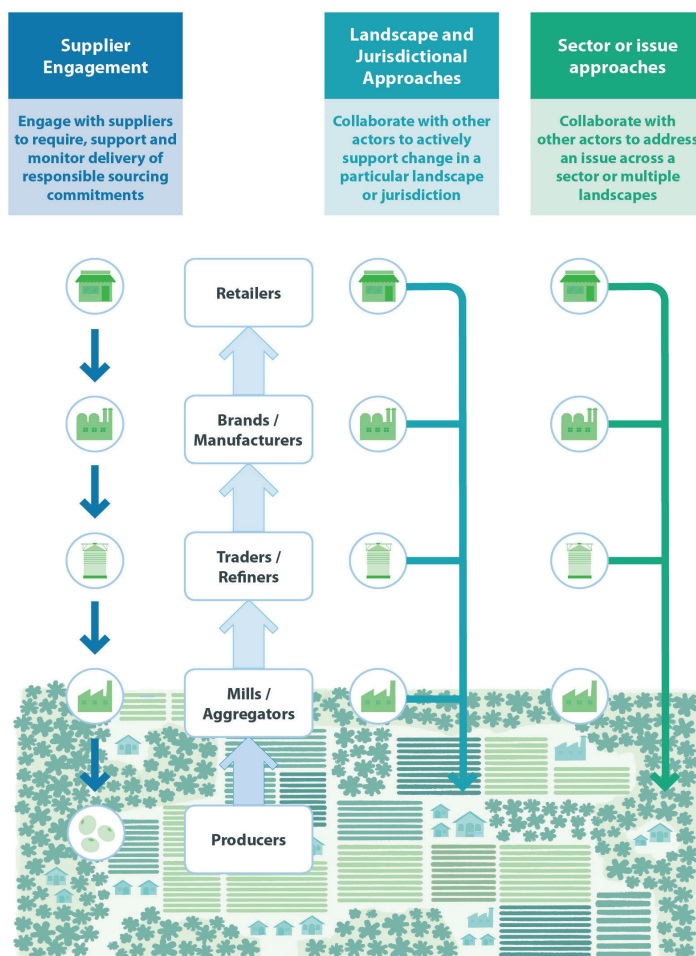 Supplier
Engagement
Engage with suppliers
to require, support and
monitor delivery of
responsible sourcing
commitments
Landscape and
Jurisdictional
Approaches
Collaborate with other
actors to actively
support change in a
particular landscape
or jurisdiction
Sector or issue
approaches
Collaborate with
other actors to address
an issue across a
sector or multiple
landscapes
Retailers
Brands /
Manufacturers
Traders /
Refiners
Mills /
Aggregators
Producers